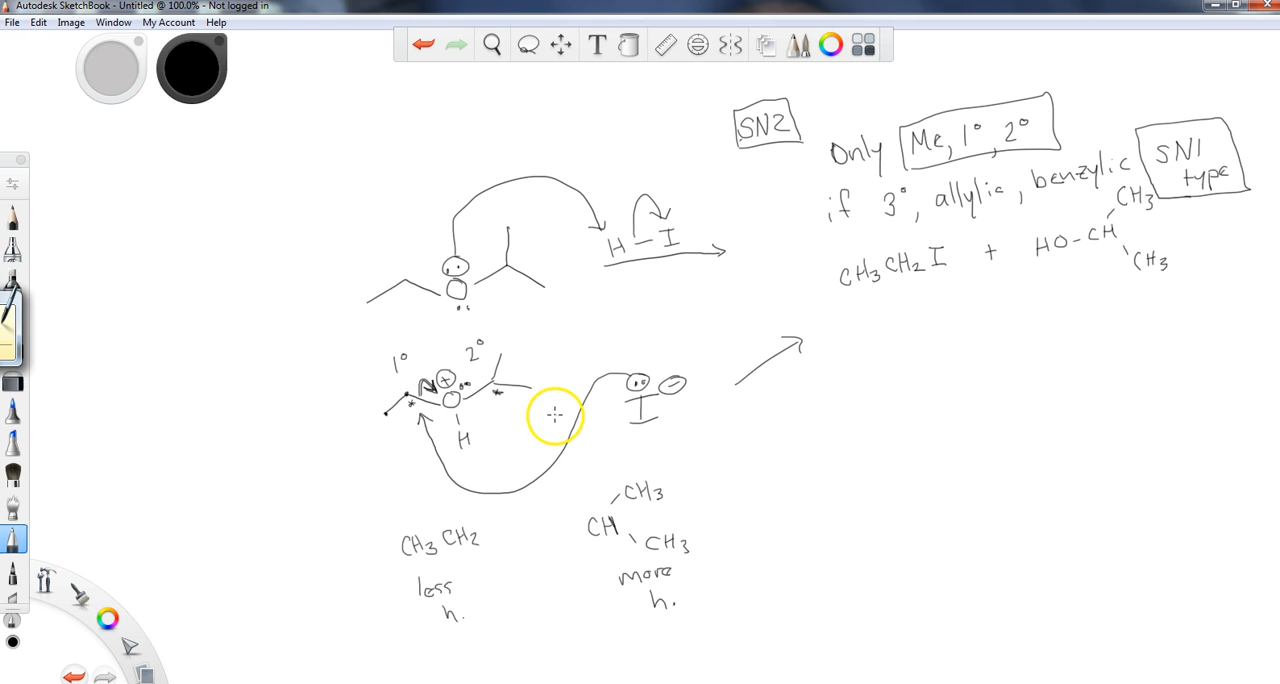 Autodesk SketchBook - Untitled @ 100.0% - Not logged in
File Edit Image Window My Account Help
T
SN2
Only Me, 1° 2°
if 3°, allylic, benzylic SN1 type
H - I
CH3CH2I + HO-CH CH3 CH3
1° 2°
+ O H
I -
CH3CH2
CH CH3 CH3
less h.
more h.